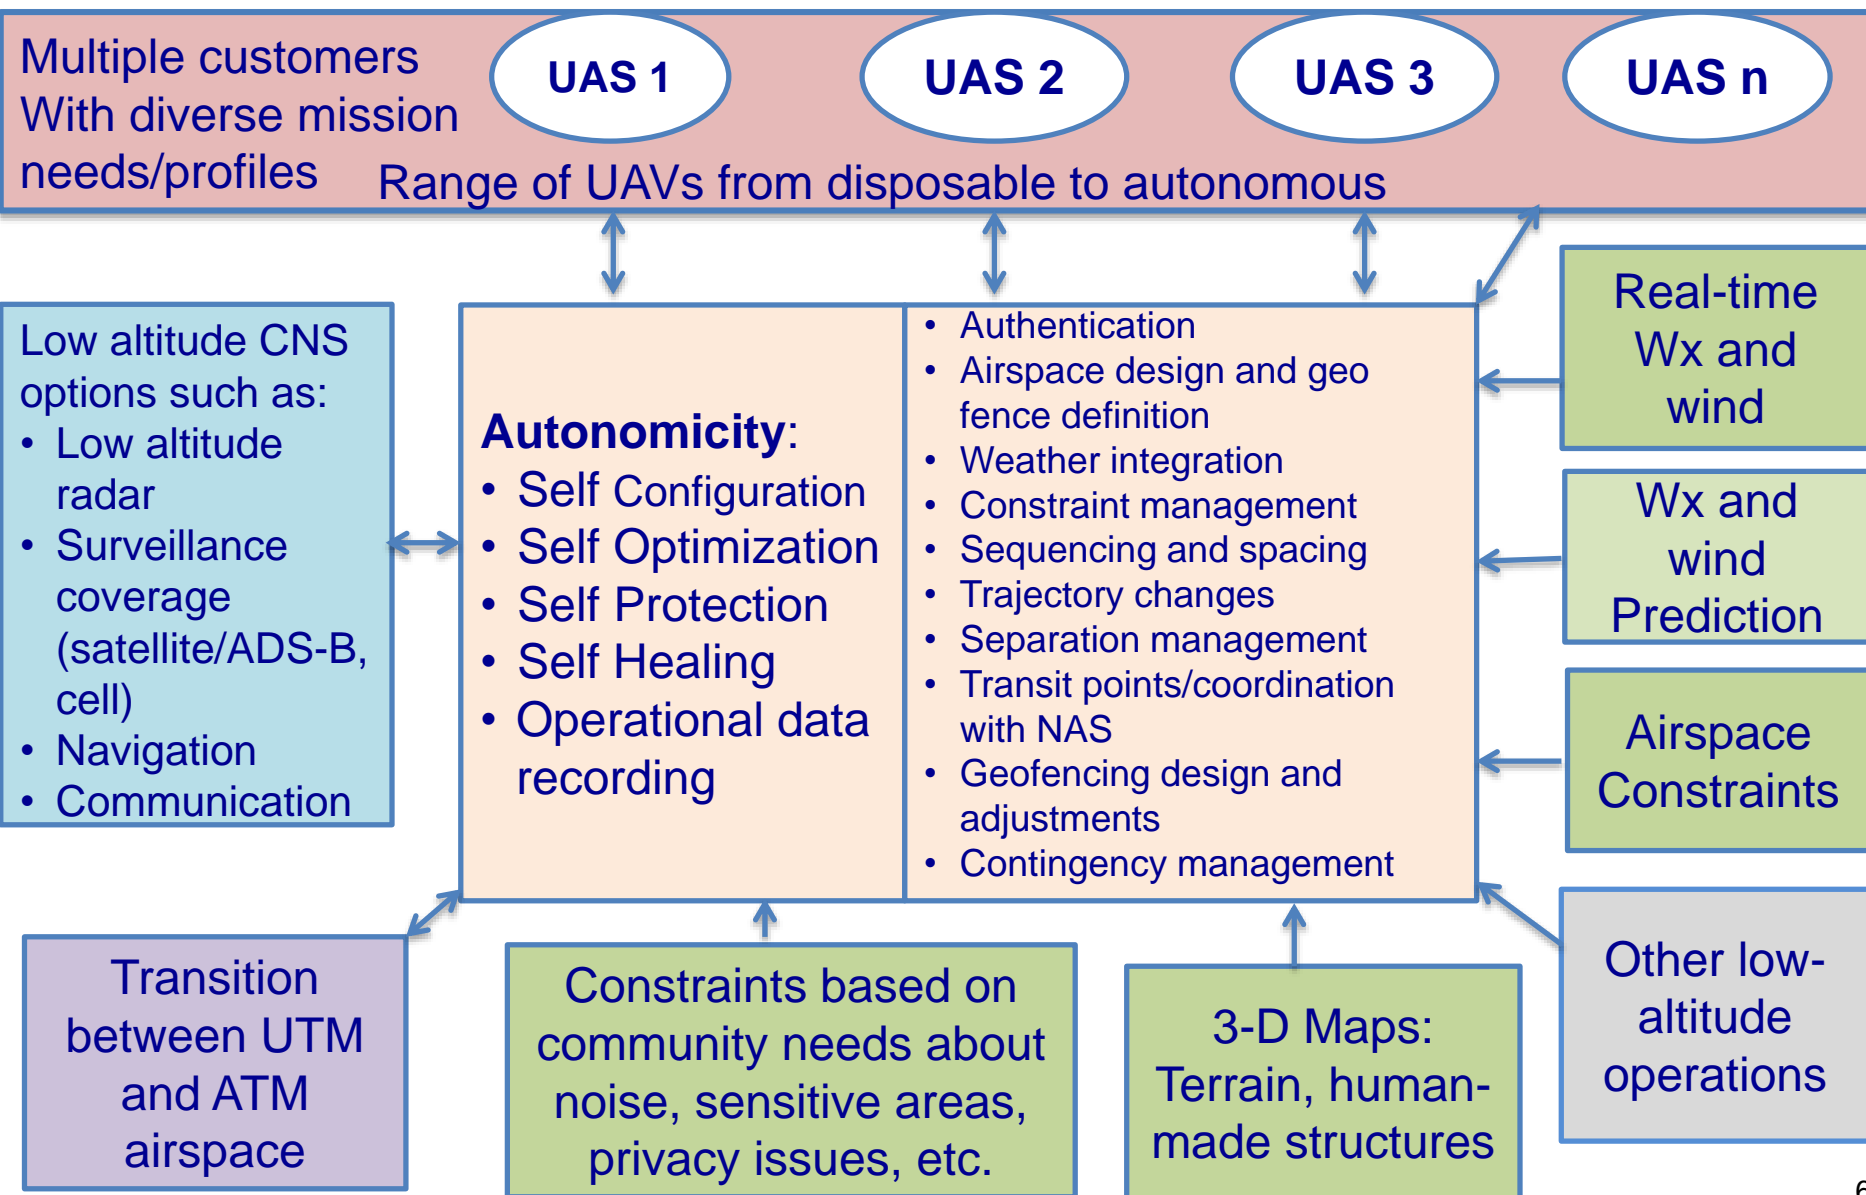 Multiple customers
With diverse mission
needs/profiles
UAS 1
UAS 2
UAS 3
UAS n
Range of UAVs from disposable to autonomous
Low altitude CNS
options such as:
• Low altitude
radar
• Surveillance
coverage
(satellite/ADS-B,
cell)
• Navigation
• Communication
Autonomicity:
• Self Configuration
• Self Optimization
• Self Protection
• Self Healing
• Operational data
recording
• Authentication
• Airspace design and geo
fence definition
• Weather integration
• Constraint management
• Sequencing and spacing
• Trajectory changes
• Separation management
• Transit points/coordination
with NAS
• Geofencing design and
adjustments
• Contingency management
Real-time
Wx and
wind
Wx and
wind
Prediction
Airspace
Constraints
Other low-
altitude
operations
Transition
between UTM
and ATM
airspace
Constraints based on
community needs about
noise, sensitive areas,
privacy issues, etc.
3-D Maps:
Terrain, human-
made structures
6